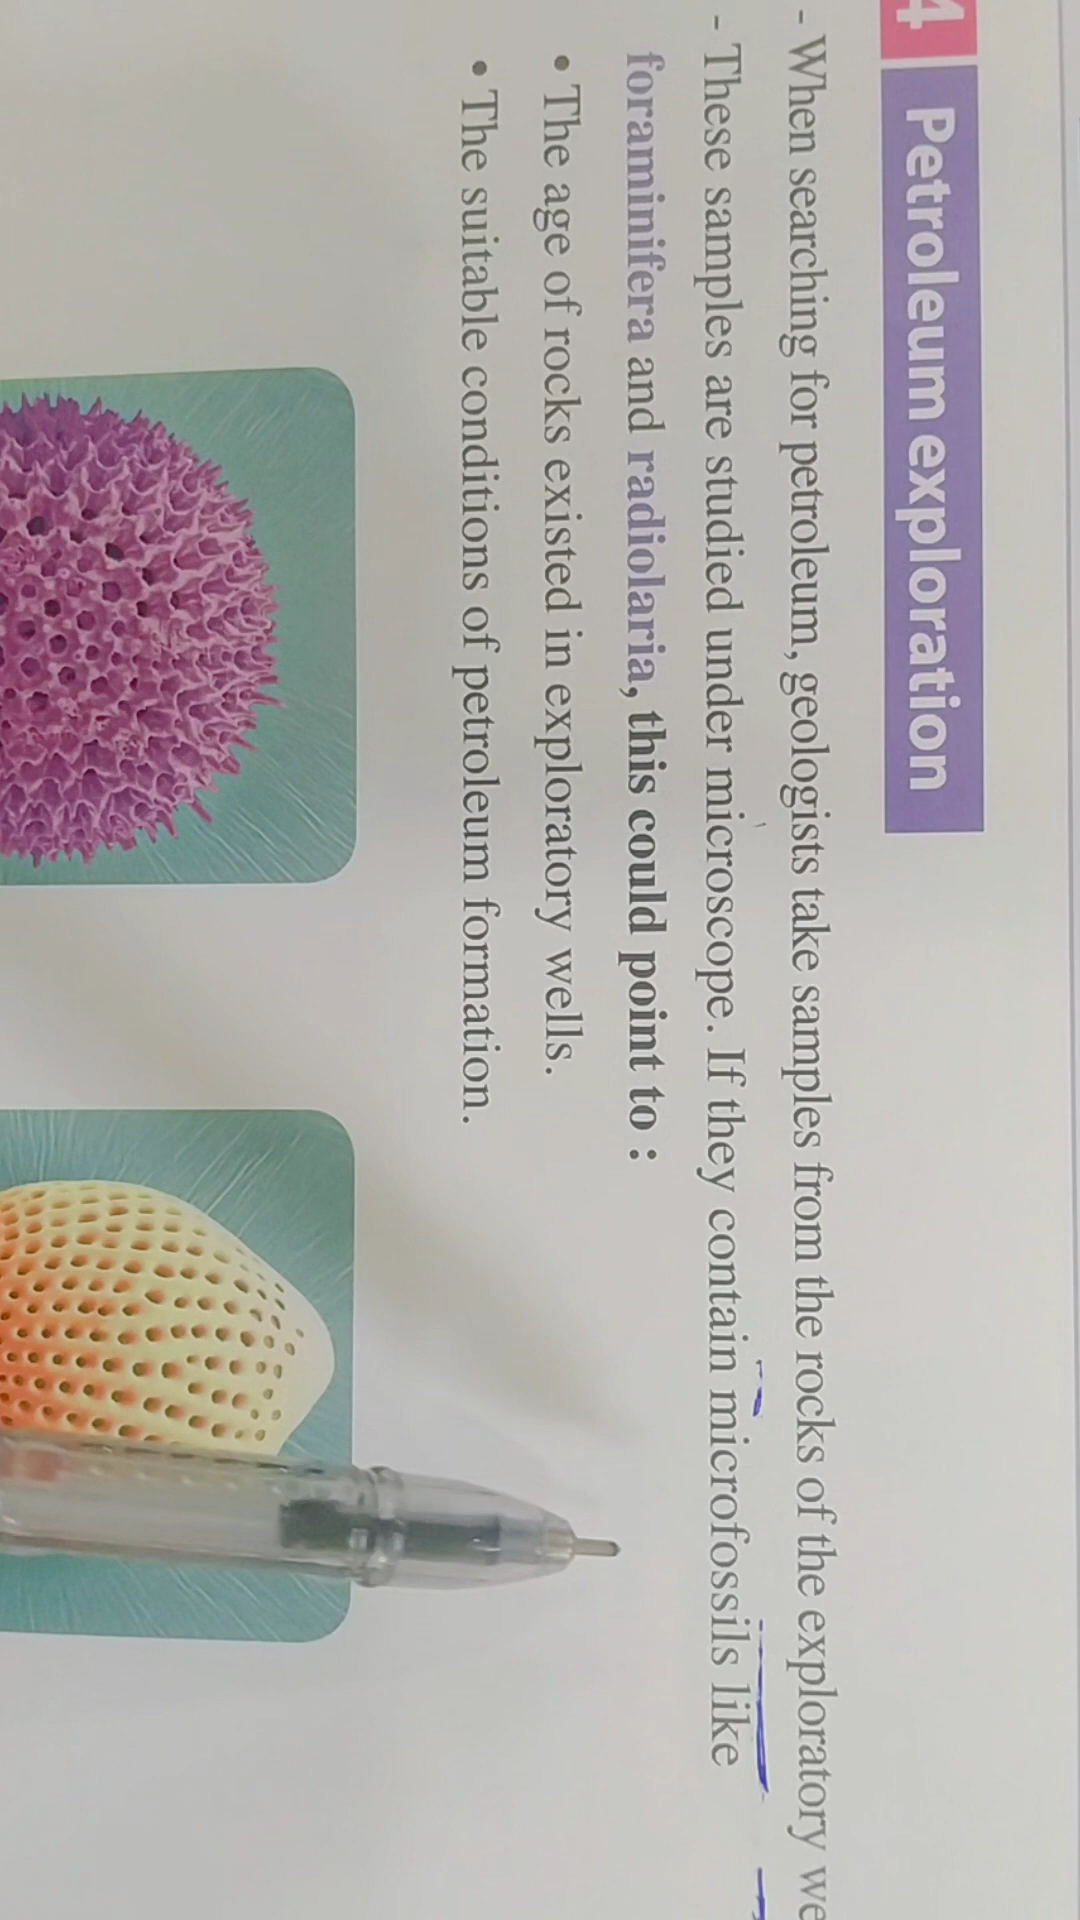 4 Petroleum exploration
- When searching for petroleum, geologists take samples from the rocks of the exploratory we
- These samples are studied under microscope. If they contain microfossils like
foraminifera and radiolaria, this could point to :
• The age of rocks existed in exploratory wells.
• The suitable conditions of petroleum formation.